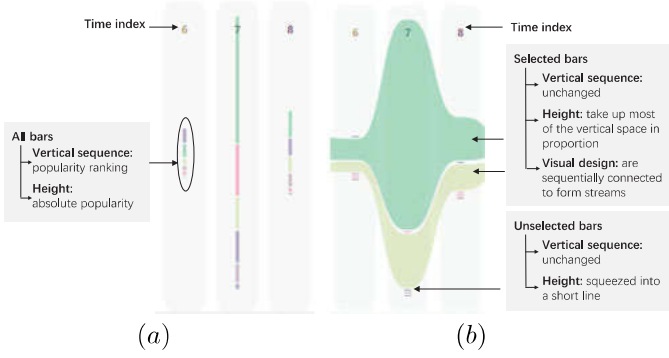 Time index
6
7
8
6
7
8
Time index
All bars
Vertical sequence:
popularity ranking
Height:
absolute popularity
Selected bars
Vertical sequence:
unchanged
Height: take up most
of the vertical space in
proportion
Visual design: are
sequentially connected
to form streams
Unselected bars
Vertical sequence:
unchanged
Height: squeezed into
a short line
(a)
(b)